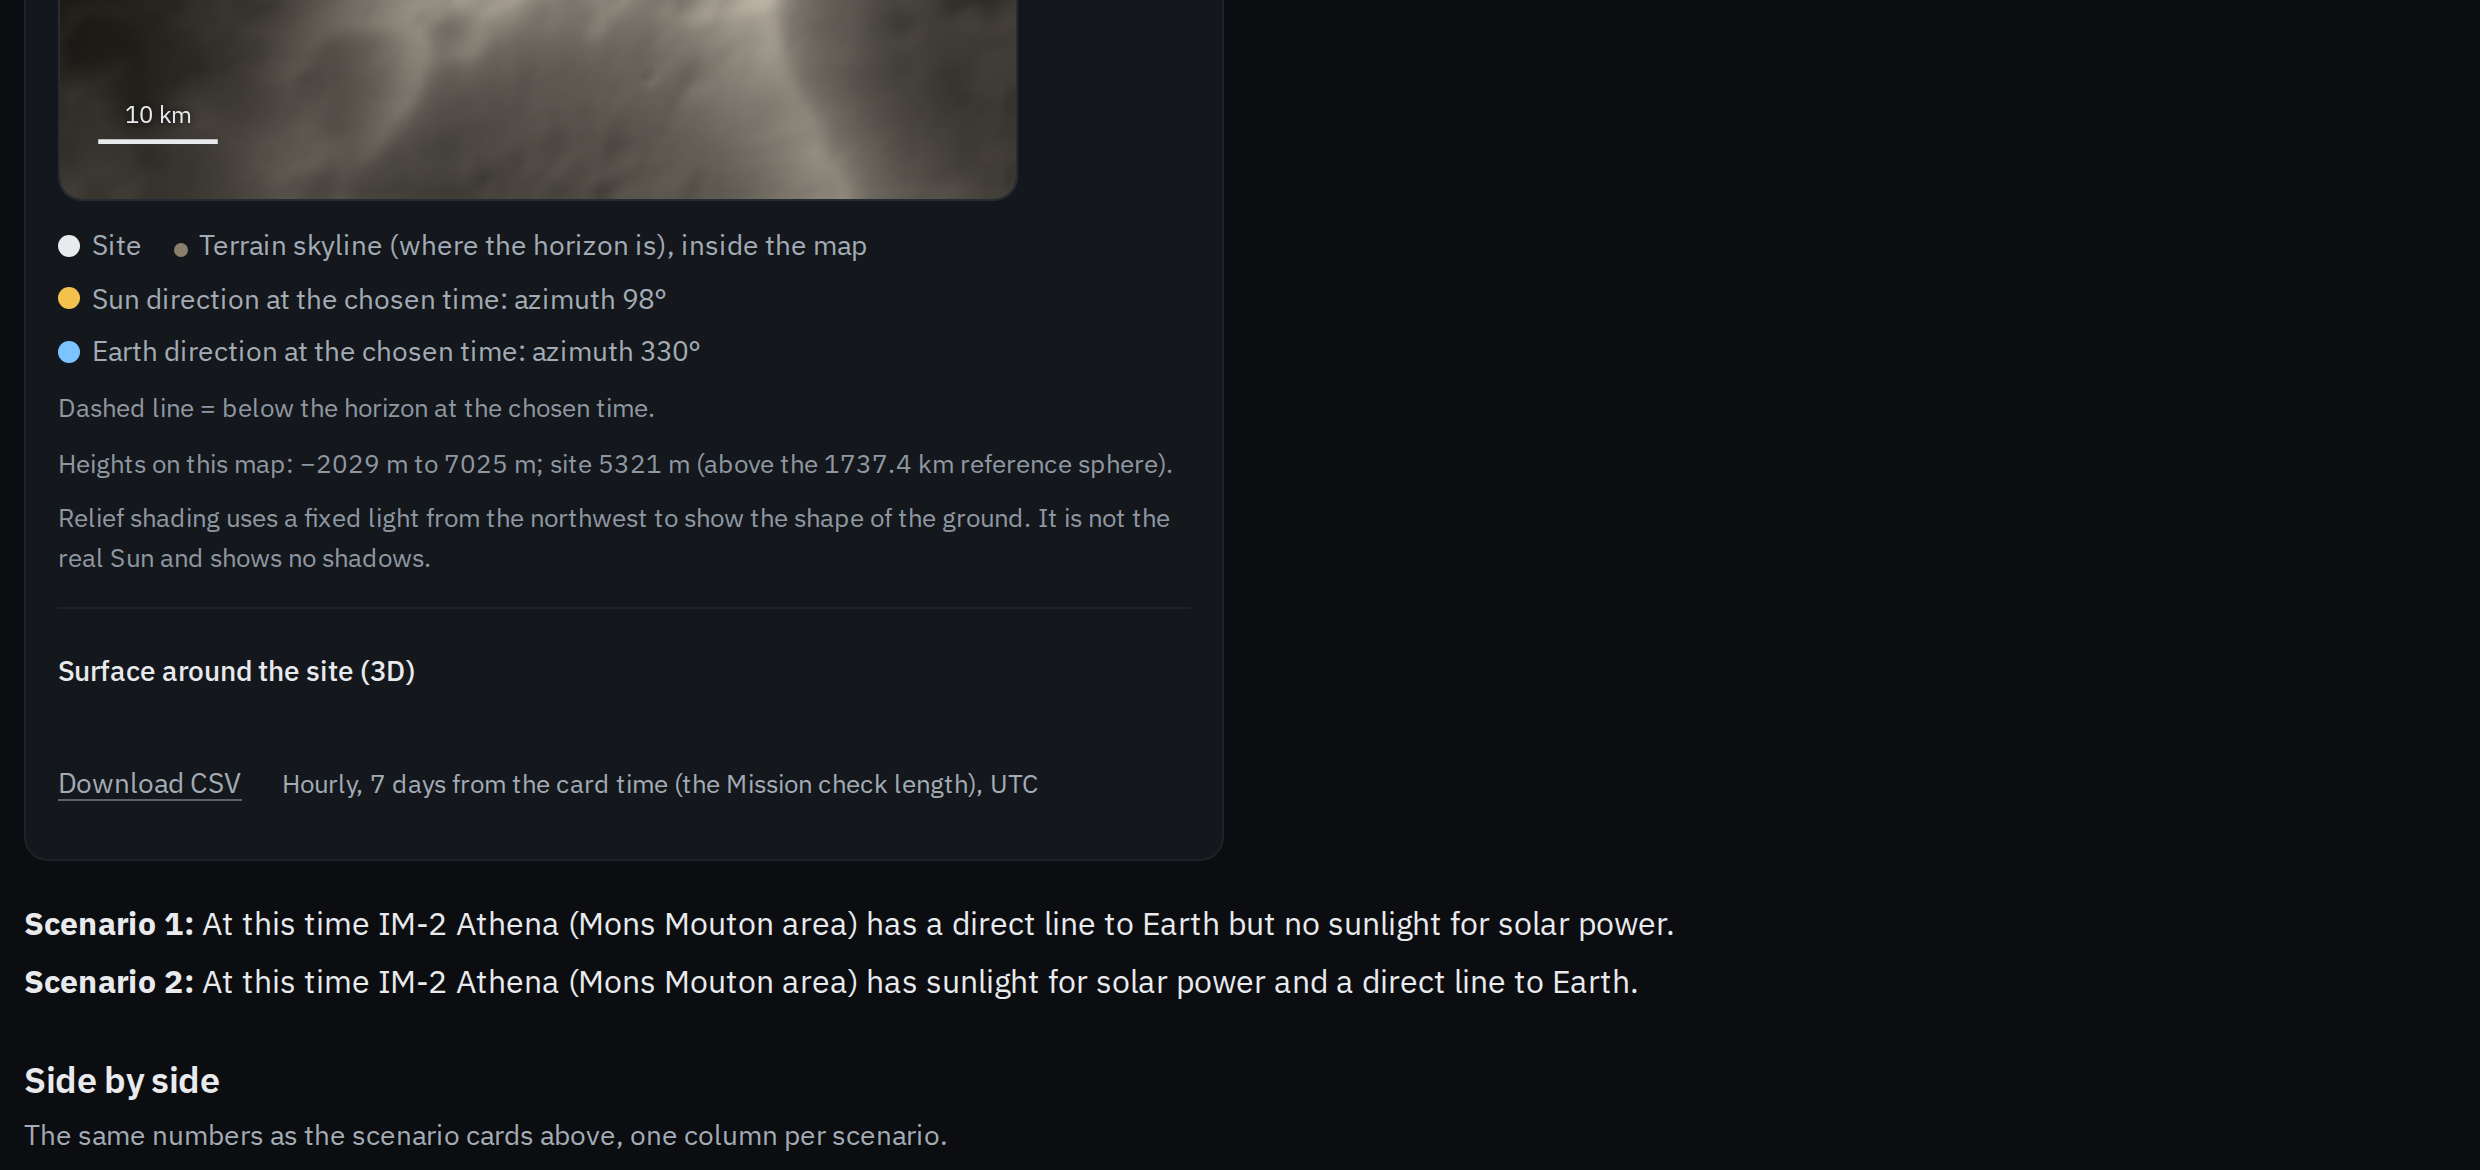 10 km
Site Terrain skyline (where the horizon is), inside the map
Sun direction at the chosen time: azimuth 98°
Earth direction at the chosen time: azimuth 330°
Dashed line = below the horizon at the chosen time.
Heights on this map: −2029 m to 7025 m; site 5321 m (above the 1737.4 km reference sphere).
Relief shading uses a fixed light from the northwest to show the shape of the ground. It is not the
real Sun and shows no shadows.
Surface around the site (3D)
Download CSV Hourly, 7 days from the card time (the Mission check length), UTC
Scenario 1: At this time IM-2 Athena (Mons Mouton area) has a direct line to Earth but no sunlight for solar power.
Scenario 2: At this time IM-2 Athena (Mons Mouton area) has sunlight for solar power and a direct line to Earth.
Side by side
The same numbers as the scenario cards above, one column per scenario.